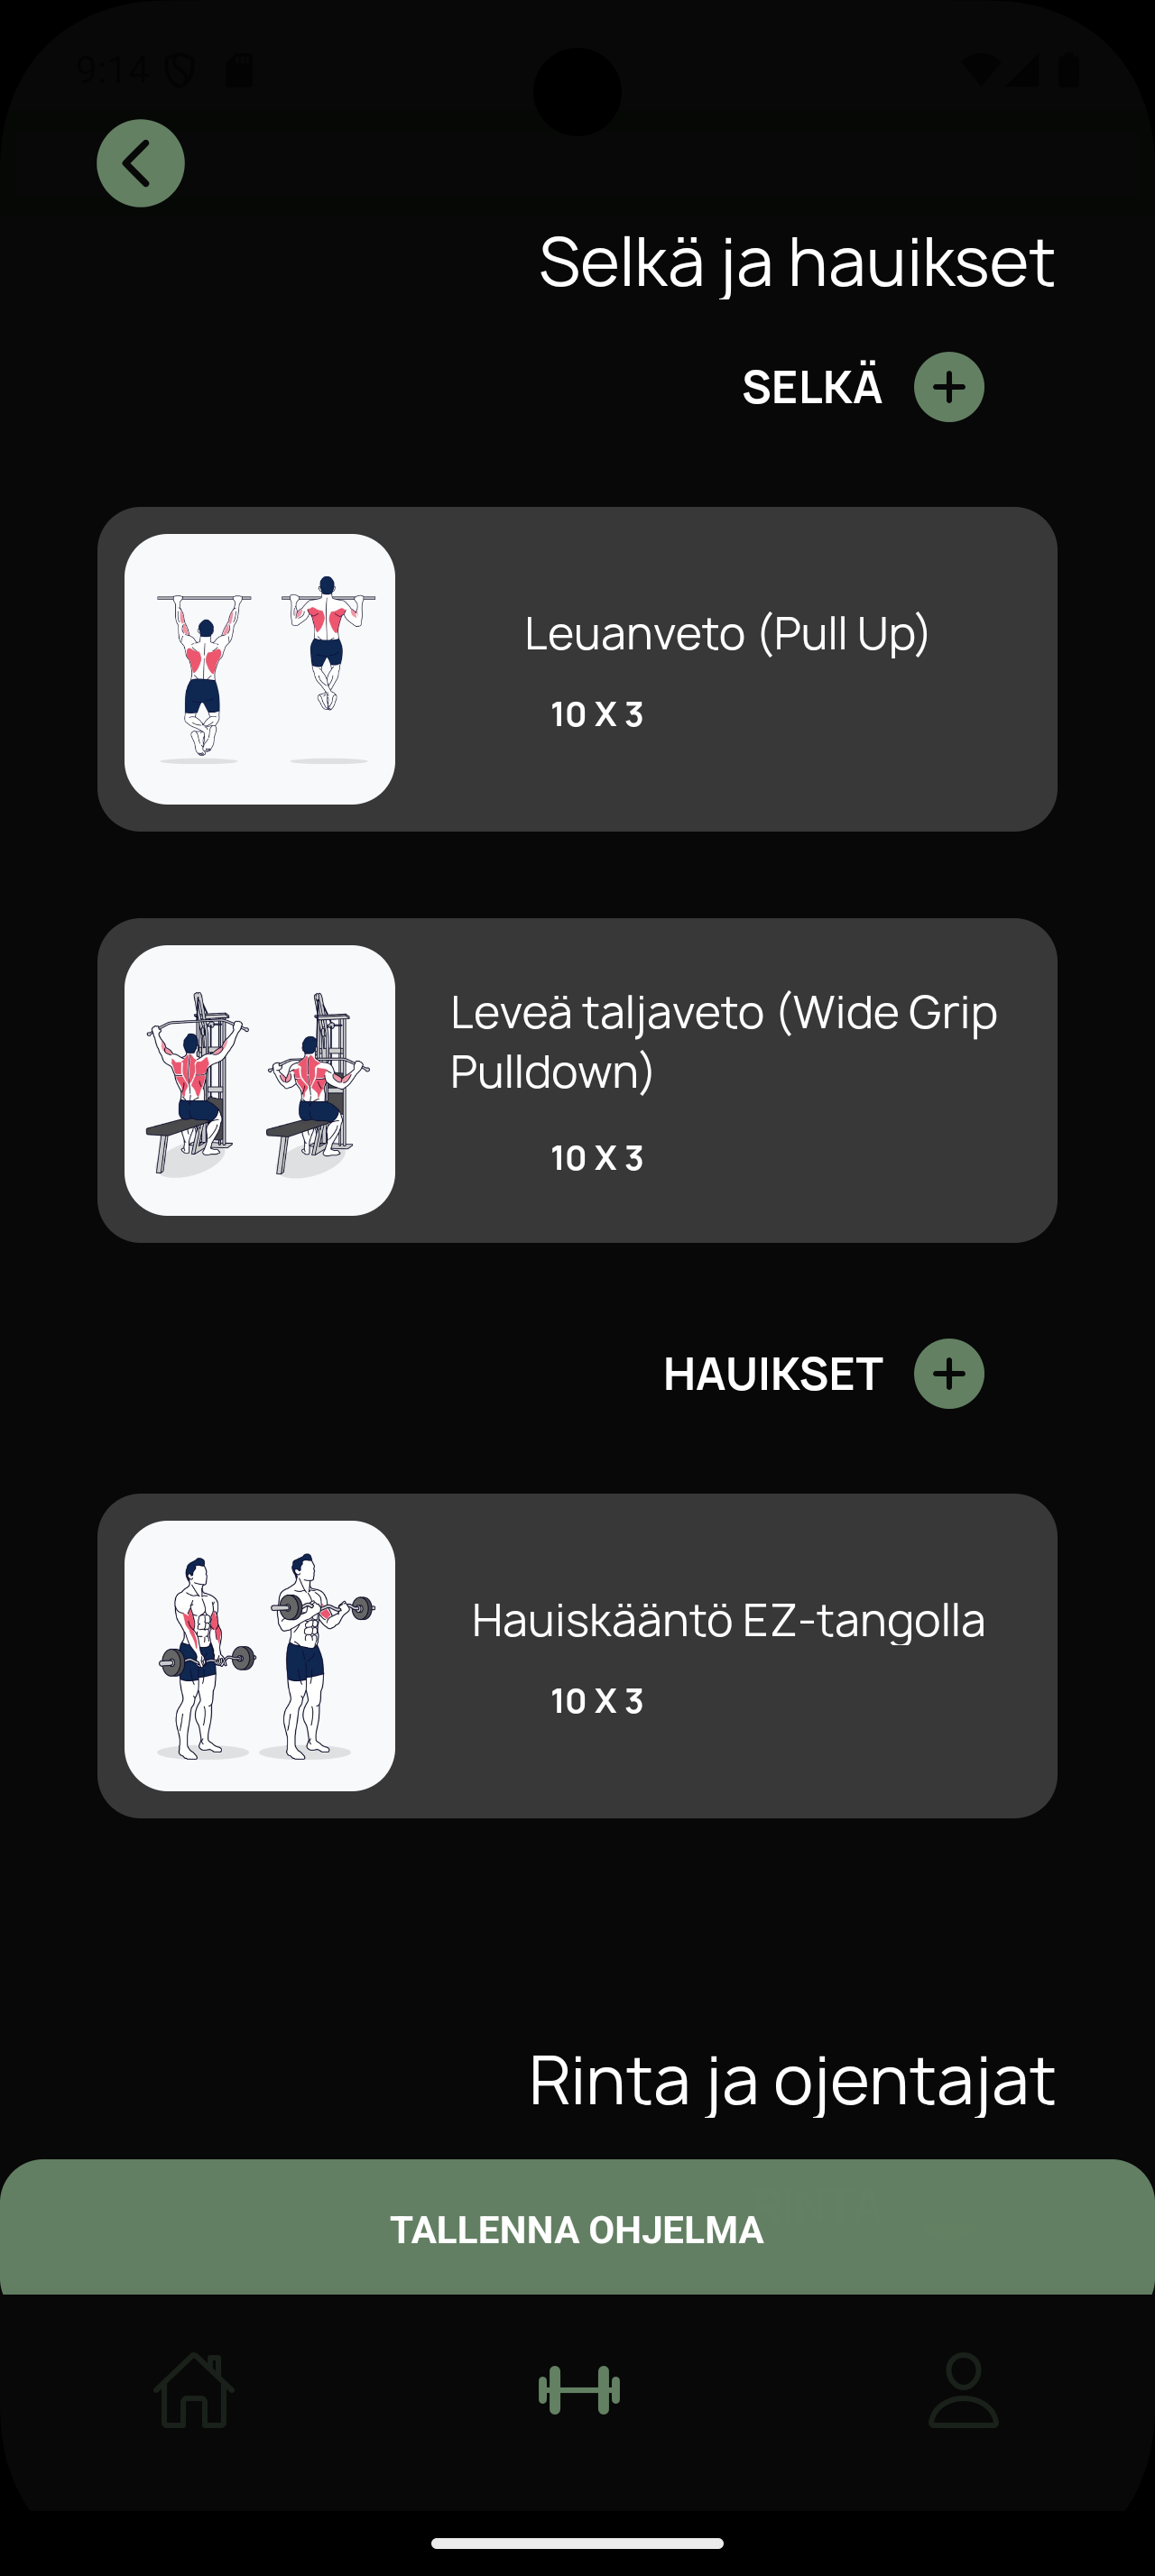 9:14
Selkä ja hauikset
SELKÄ
Leuanveto (Pull Up)
10 X 3
Leveä taljaveto (Wide Grip
Pulldown)
10 X 3
HAUIKSET
Hauiskääntö EZ-tangolla
10 X 3
Rinta ja ojentajat
TALLENNA OHJELMA